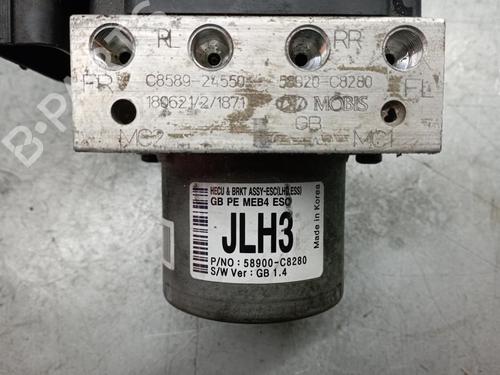 RL RR
C8589-24550 58920-C8280
FR FL
180621/2/1871 MOBIS
GB
MC2 MC1
HECU & BRKT ASSY-ESC(LHD,ESS)
GB PE MEB4 ESC
JLH3
P/NO : 58900-C8280
S/W Ver : GB 1.4
Made in Korea
B-PARTS